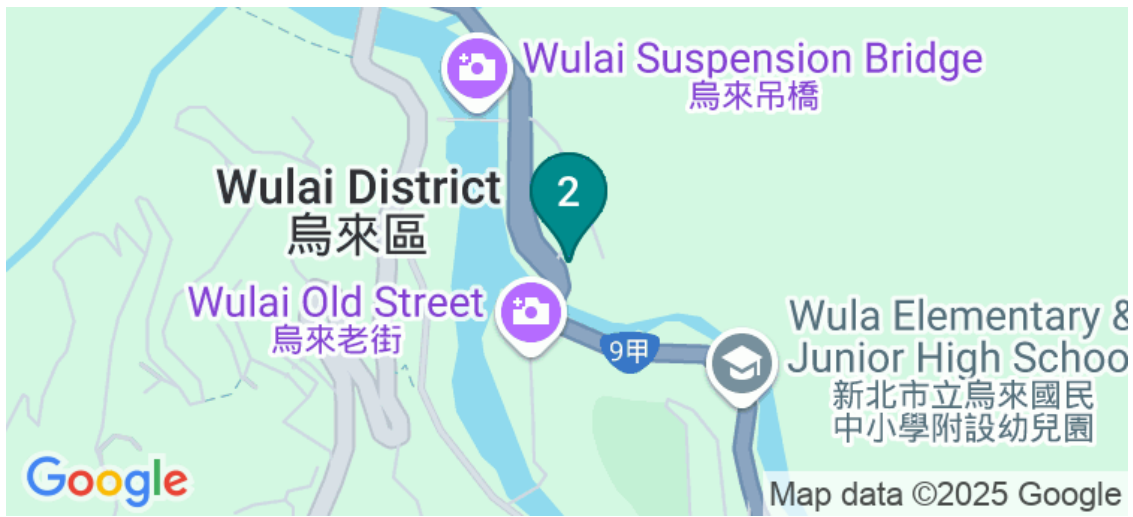 Wulai Suspension Bridge
烏來吊橋
2
Wulai District
烏來區
Wulai Old Street
烏來老街
9甲
Wula Elementary &
Junior High Schoo
新北市立烏來國民
中小學附設幼兒園
Google
Map data ©2025 Google